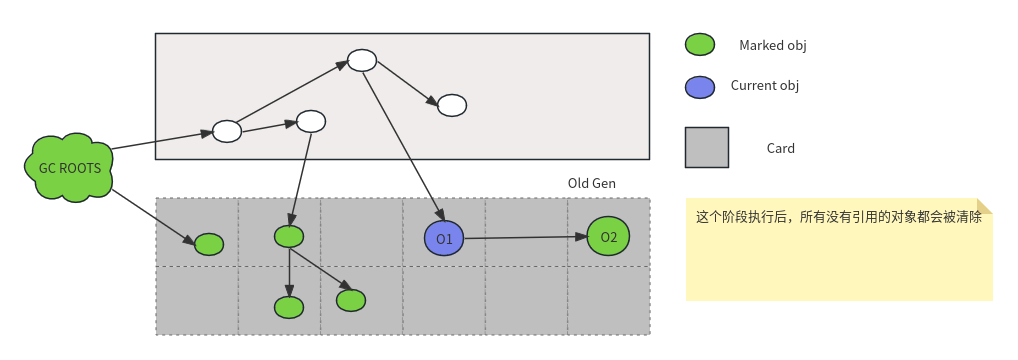 Marked obj
Current obj
Card
GC ROOTS
Old Gen
O1
O2
这个阶段执行后，所有没有引用的对象都会被清除